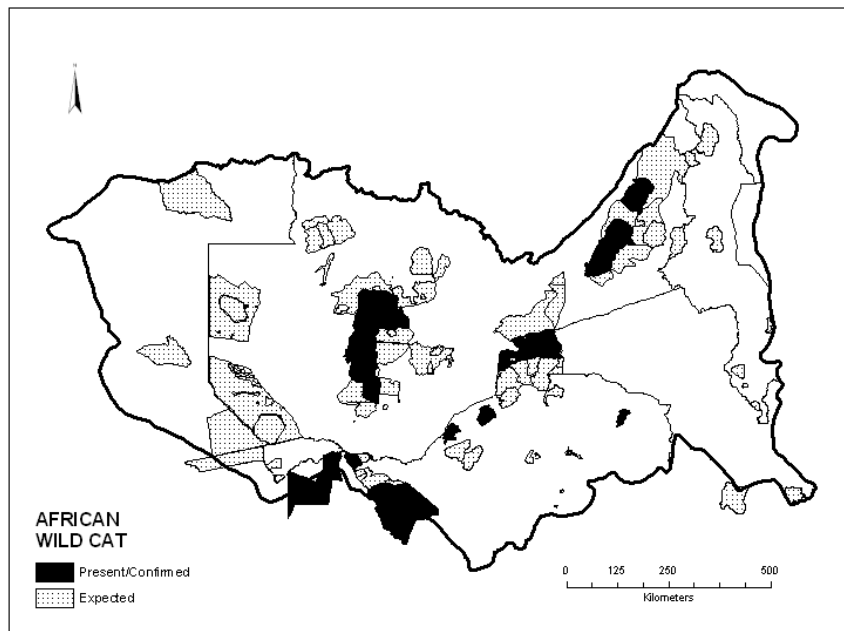 N
AFRICAN
WILD CAT
Present/Confirmed
Expected
0 125 250 500
Kilometers